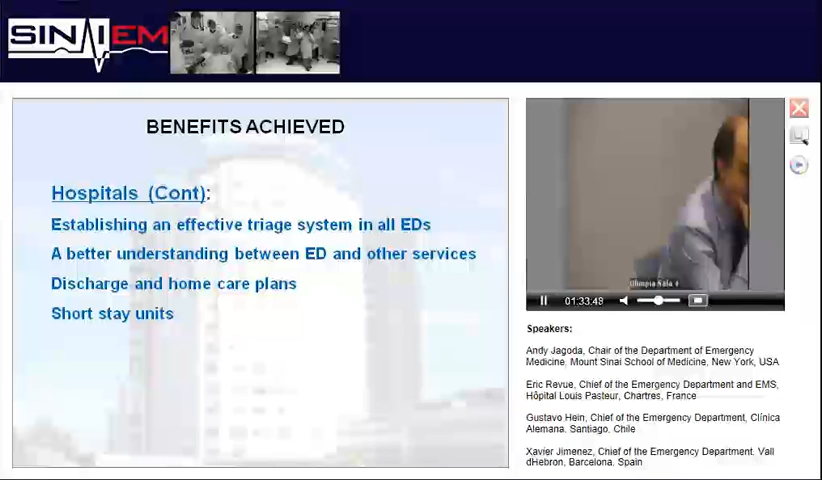 SINIEM
BENEFITS ACHIEVED
Hospitals (Cont):
Establishing an effective triage system in all EDs
A better understanding between ED and other services
Discharge and home care plans
Short stay units
01:33:48
Speakers:
Andy Jagoda, Chair of the Department of Emergency
Medicine, Mount Sinai School of Medicine, New York, USA
Eric Revue, Chief of the Emergency Department and EMS,
Hôpital Louis Pasteur, Chartres, France
Gustavo Hein, Chief of the Emergency Department, Clínica
Alemana, Santiago, Chile
Xavier Jimenez, Chief of the Emergency Department. Vall
dHebron, Barcelona, Spain